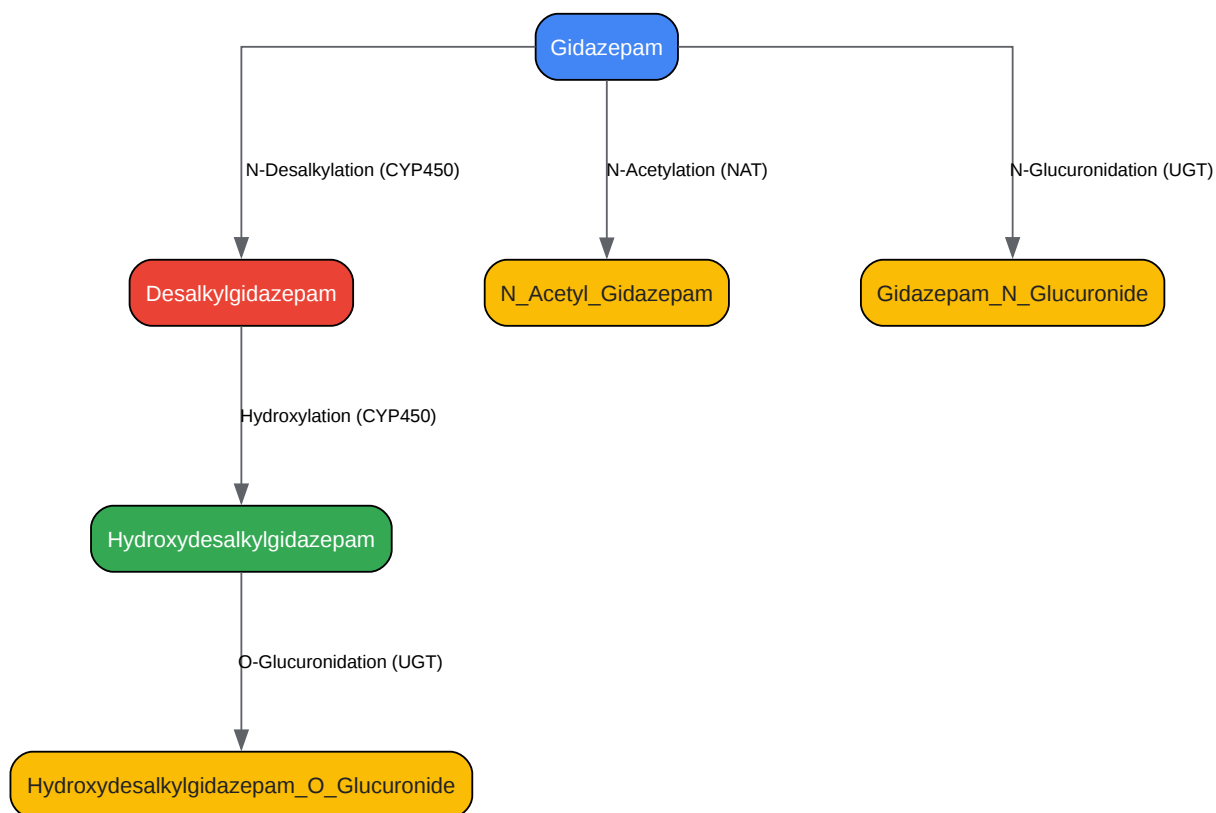 Gidazepam
N-Desalkylation (CYP450)
N-Acetylation (NAT)
N-Glucuronidation (UGT)
Desalkylgidazepam
N_Acetyl_Gidazepam
Gidazepam_N_Glucuronide
Hydroxylation (CYP450)
Hydroxydesalkylgidazepam
O-Glucuronidation (UGT)
Hydroxydesalkylgidazepam_O_Glucuronide